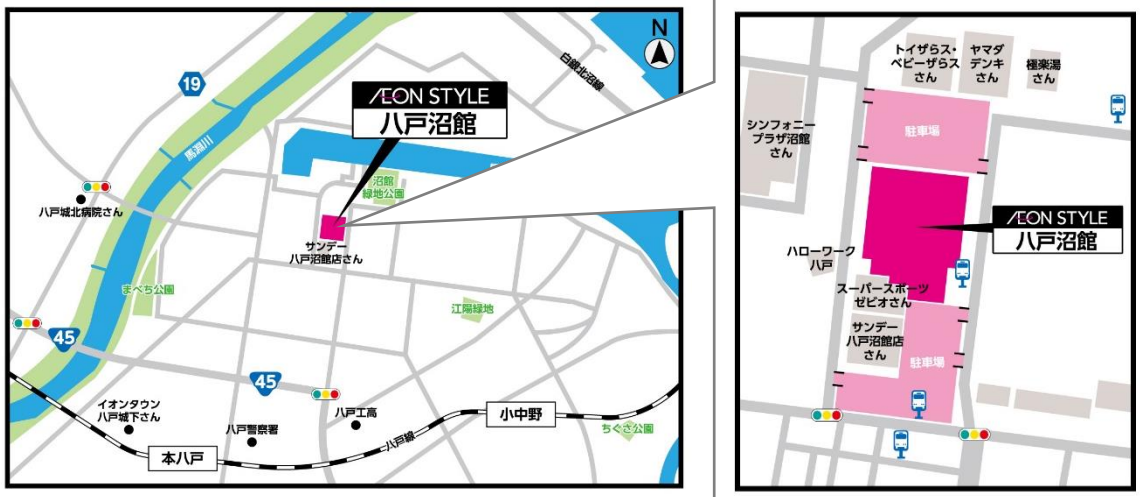 N
白銀北沼線
19
馬淵川
ÆON STYLE
八戸沼館
八戸城北病院さん
沼館
緑地公園
サンデー
八戸沼館店さん
まべち公園
江陽緑地
45
45
イオンタウン
八戸城下さん
八戸警察署
八戸工高
八戸線
本八戸
小中野
ちぐさ公園
トイザらス・
ベビーザらス
さん
ヤマダ
デンキ
さん
極楽湯
さん
シンフォニー
プラザ沼館
さん
駐車場
ÆON STYLE
八戸沼館
ハローワーク
八戸
スーパースポーツ
ゼビオさん
サンデー
八戸沼館店
さん
駐車場